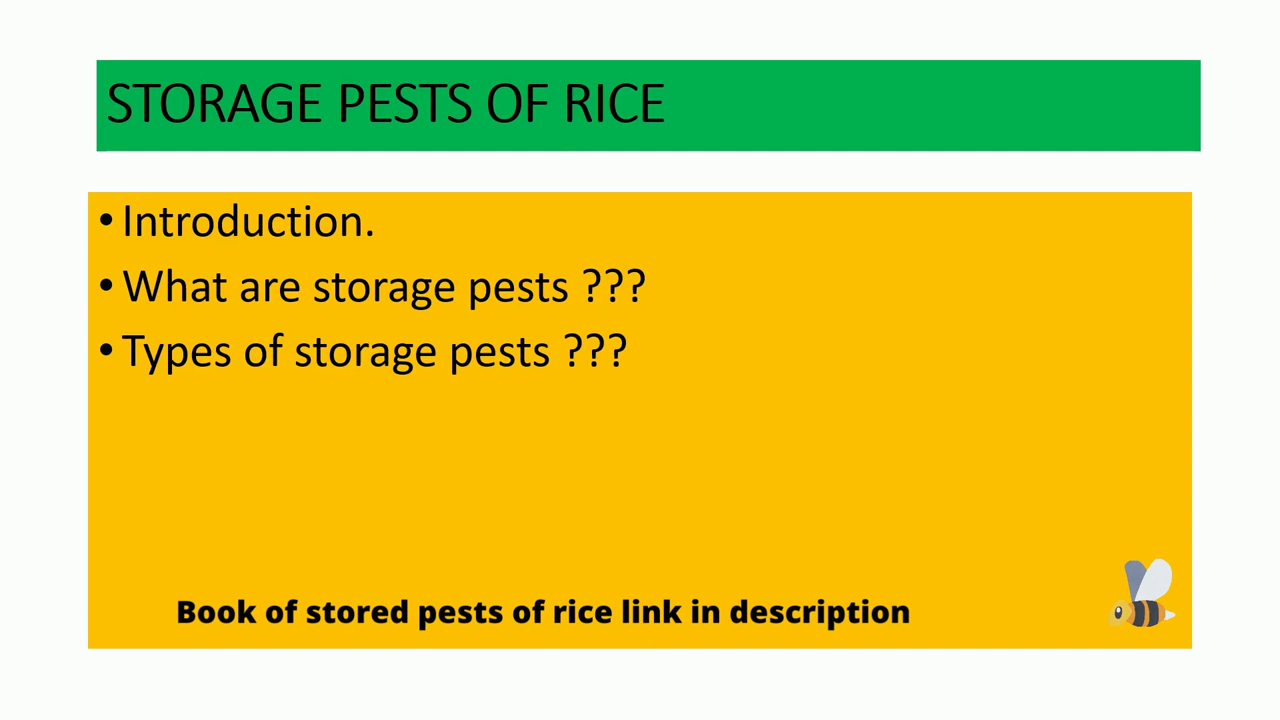 STORAGE PESTS OF RICE
• Introduction.
• What are storage pests ???
• Types of storage pests ???
Book of stored pests of rice link in description